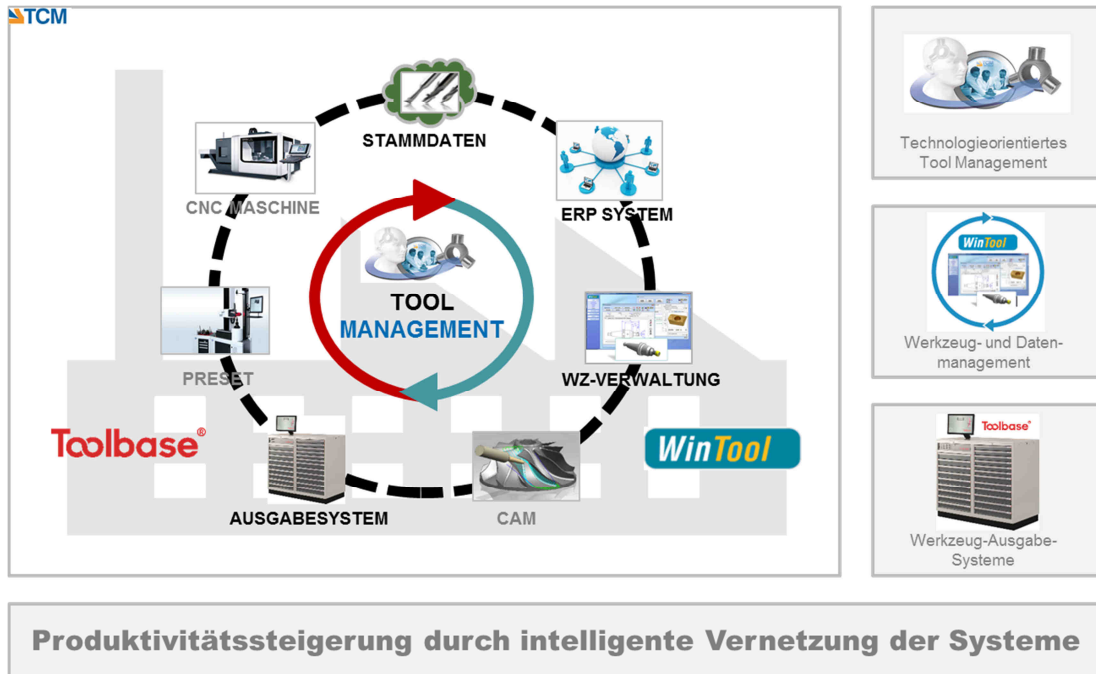 TCM
STAMMDATEN
CNC MASCHINE
ERP SYSTEM
TOOL
MANAGEMENT
PRESET
WZ-VERWALTUNG
Toolbase®
WinTool
AUSGABESYSTEM
CAM
Technologieorientiertes
Tool Management
WinTool
Werkzeug- und Daten-
management
Toolbase®
Werkzeug-Ausgabe-
Systeme
Produktivitätssteigerung durch intelligente Vernetzung der Systeme